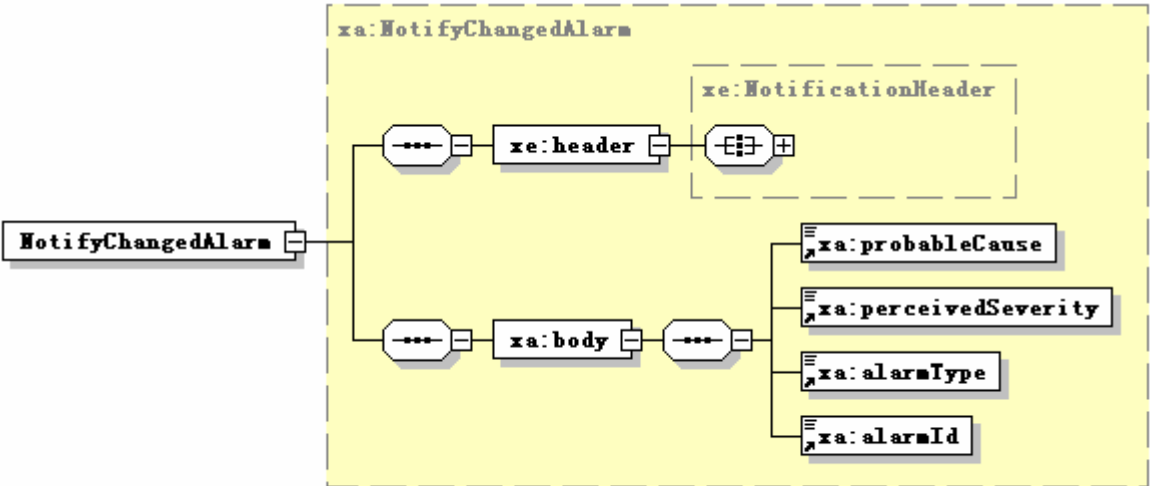 xa:NotifyChangedAlarm
xe:NotificationHeader
xe:header
NotifyChangedAlarm
xa:probableCause
xa:perceivedSeverity
xa:body
xa:alarmType
xa:alarmId